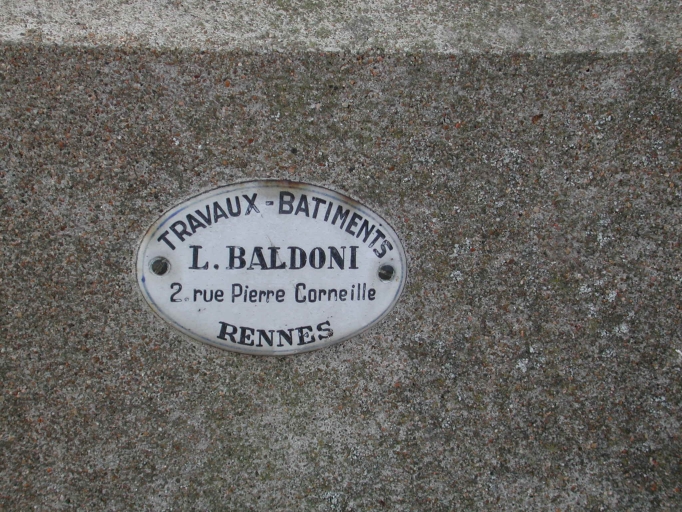 TRAVAUX - BATIMENTS
L. BALDONI
2. rue Pierre Corneille
RENNES